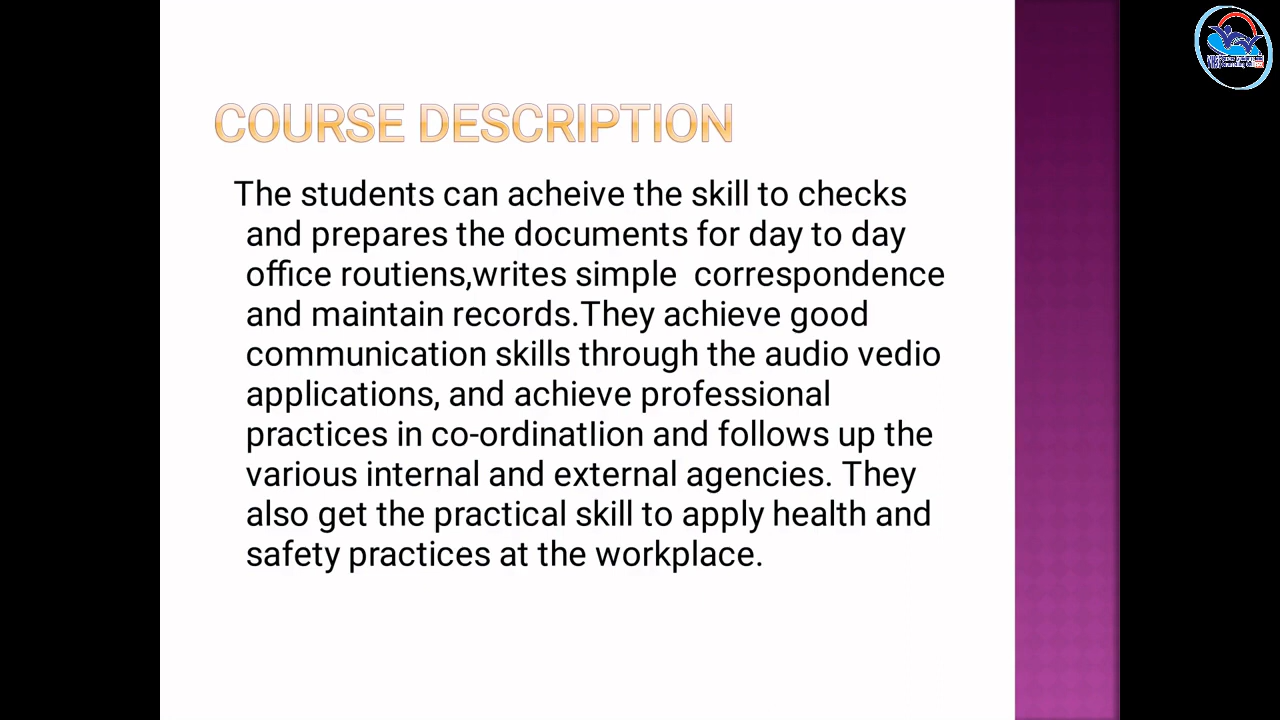 COURSE DESCRIPTION
The students can acheive the skill to checks
and prepares the documents for day to day
office routiens,writes simple correspondence
and maintain records.They achieve good
communication skills through the audio vedio
applications, and achieve professional
practices in co-ordinatIion and follows up the
various internal and external agencies. They
also get the practical skill to apply health and
safety practices at the workplace.